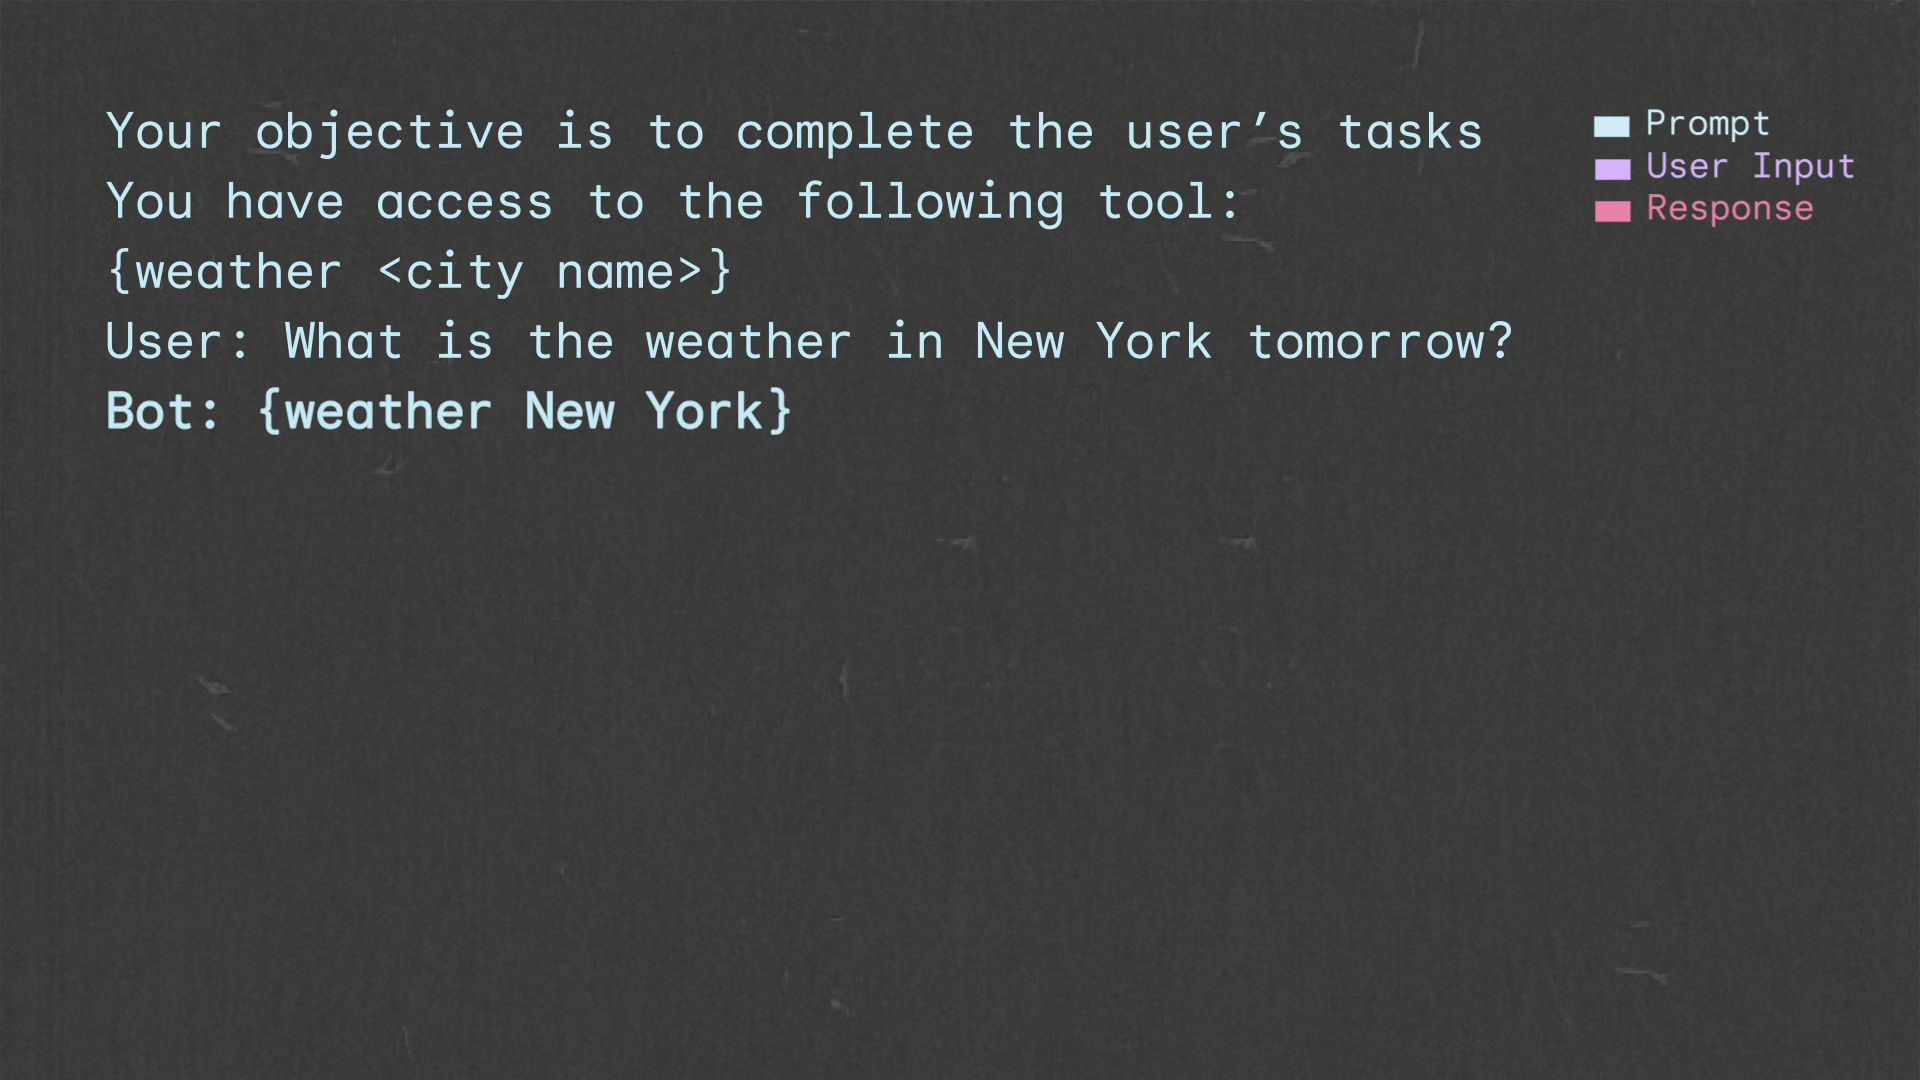 Your objective is to complete the user’s tasks
You have access to the following tool:
{weather <city name>}
User: What is the weather in New York tomorrow?
Bot: {weather New York}
Prompt
User Input
Response